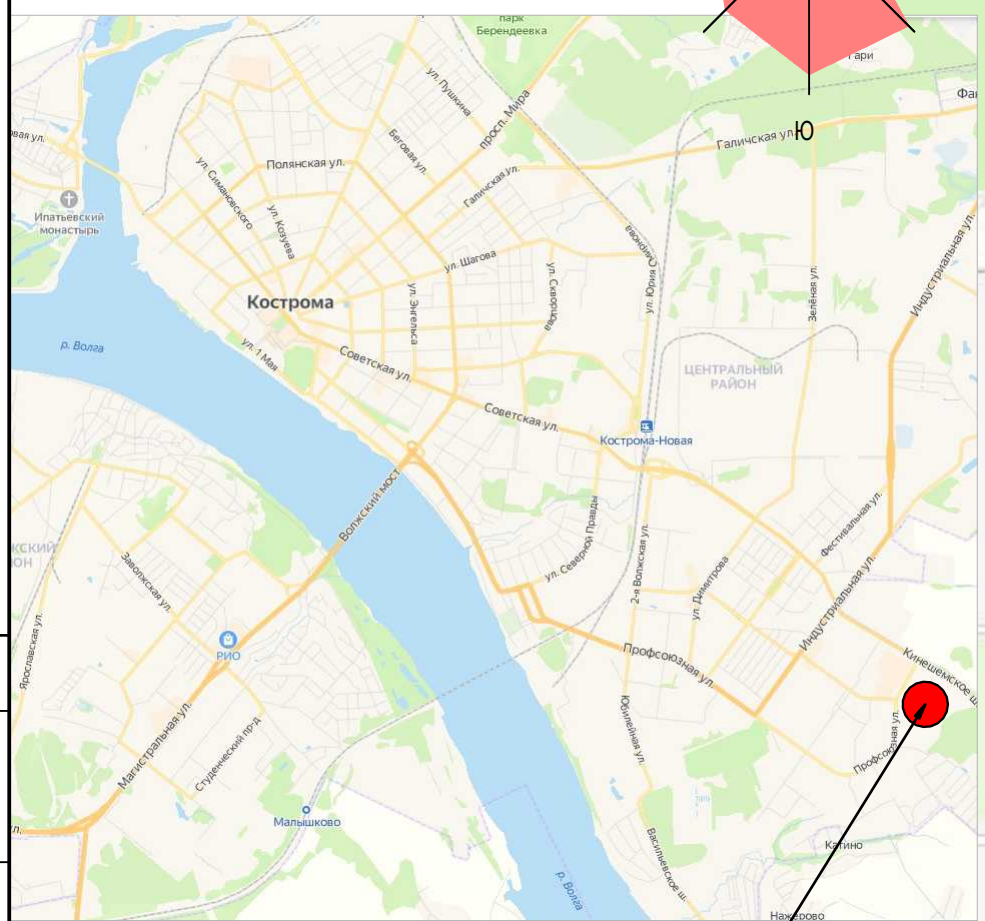 парк
Берендеевка
Гари
Ю
ул. Пушкина
просп. Мира
Галичская ул.
Беговая ул.
Полянская ул.
Галичская ул.
ул. Симановского
ул. Козуева
Ипатьевский
монастырь
ул. Юрия Смирнова
Индустриальная ул.
ул. Шагова
Зелёная ул.
ул. Энгельса
ул. Скворцова
Кострома
р. Волга
ул. 1 Мая
Советская ул.
ЦЕНТРАЛЬНЫЙ
РАЙОН
Советская ул.
Кострома-Новая
Волжский мост
ул. Северной Правды
2-я Волжская ул.
Фестивальная ул.
Заволжская ул.
ул. Димитрова
Индустриальная ул.
Ярославская ул.
РИО
Профсоюзная ул.
Кинешемское ш.
Магистральная ул.
Студенческий пр-д
Юбилейная ул.
Профсоюзная ул.
Малышково
Васильевское ш.
Катино
р. Волга
Нажерово